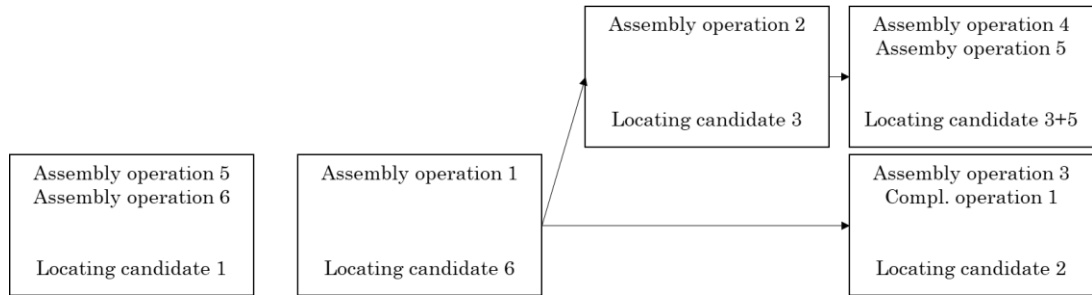 Assembly operation 2
Locating candidate 3
Assembly operation 4
Assemby operation 5
Locating candidate 3+5
Assembly operation 5
Assembly operation 6
Locating candidate 1
Assembly operation 1
Locating candidate 6
Assembly operation 3
Compl. operation 1
Locating candidate 2